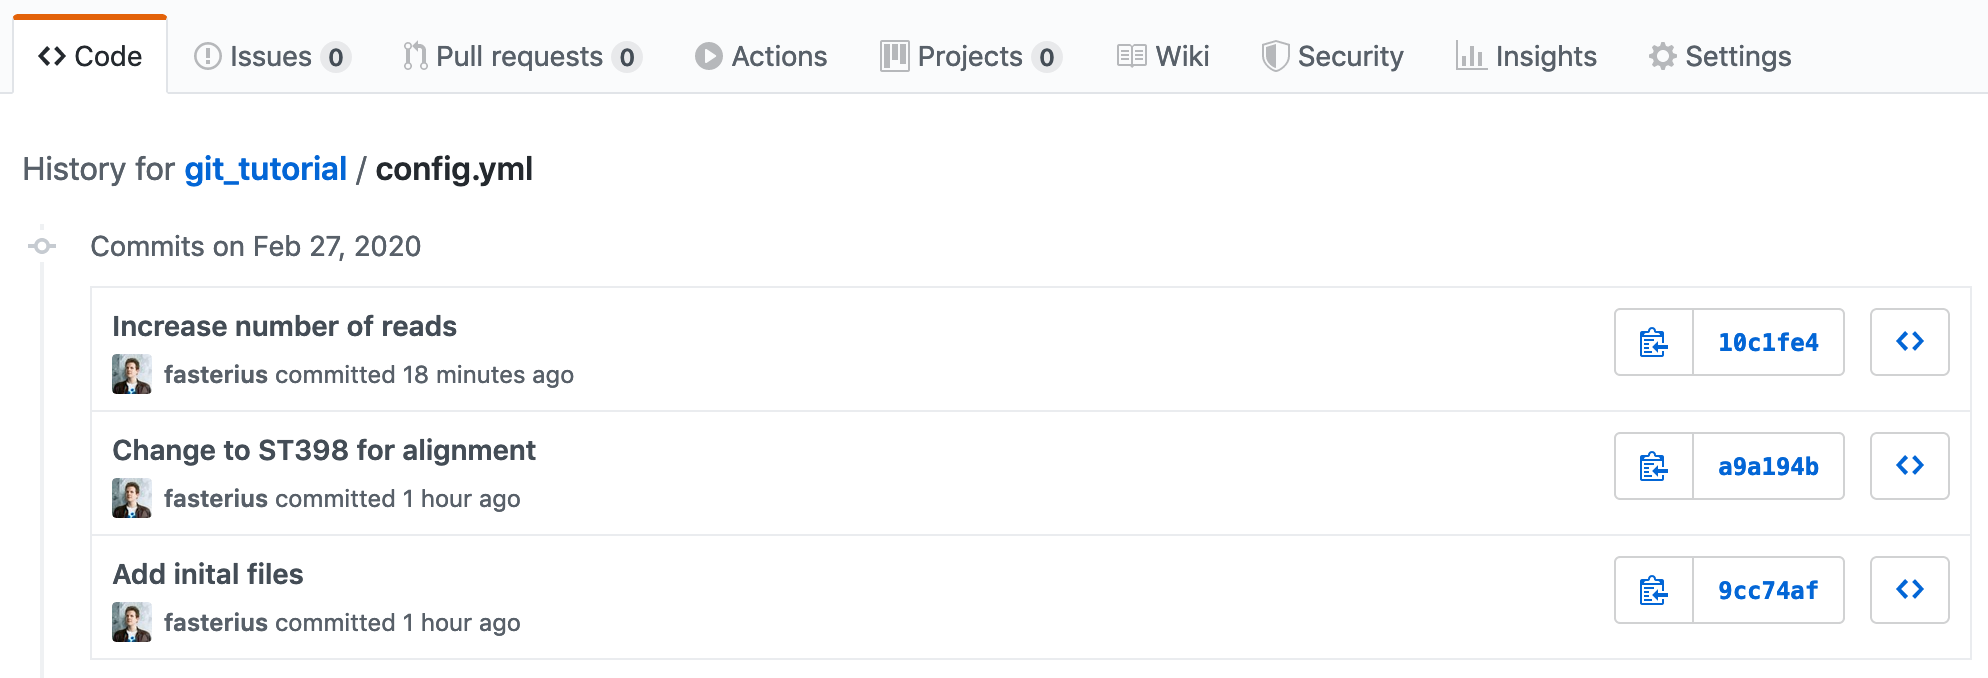 <> Code Issues 0 Pull requests 0 Actions Projects 0 Wiki Security Insights Settings
History for git_tutorial / config.yml
Commits on Feb 27, 2020
Increase number of reads
fasterius committed 18 minutes ago
10c1fe4 <>
Change to ST398 for alignment
fasterius committed 1 hour ago
a9a194b <>
Add inital files
fasterius committed 1 hour ago
9cc74af <>